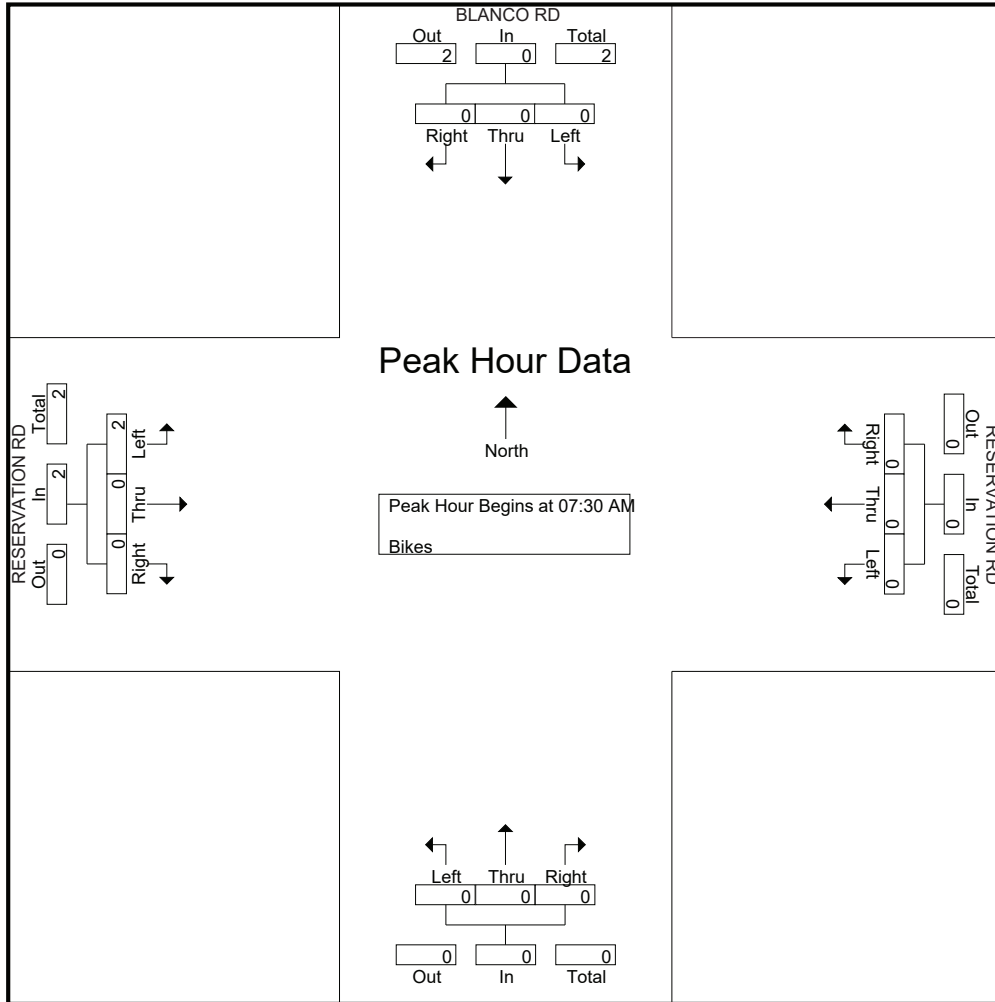 BLANCO RD
Out In Total
2 0 2
0 0 0
Right Thru Left
Peak Hour Data
North
Peak Hour Begins at 07:30 AM
Bikes
RESERVATION RD
Out In Total
0 2 2
Right Thru Left
0 0 2
RESERVATION RD
Out In Total
0 0 0
Right Thru Left
0 0 0
Left Thru Right
0 0 0
0 0 0
Out In Total